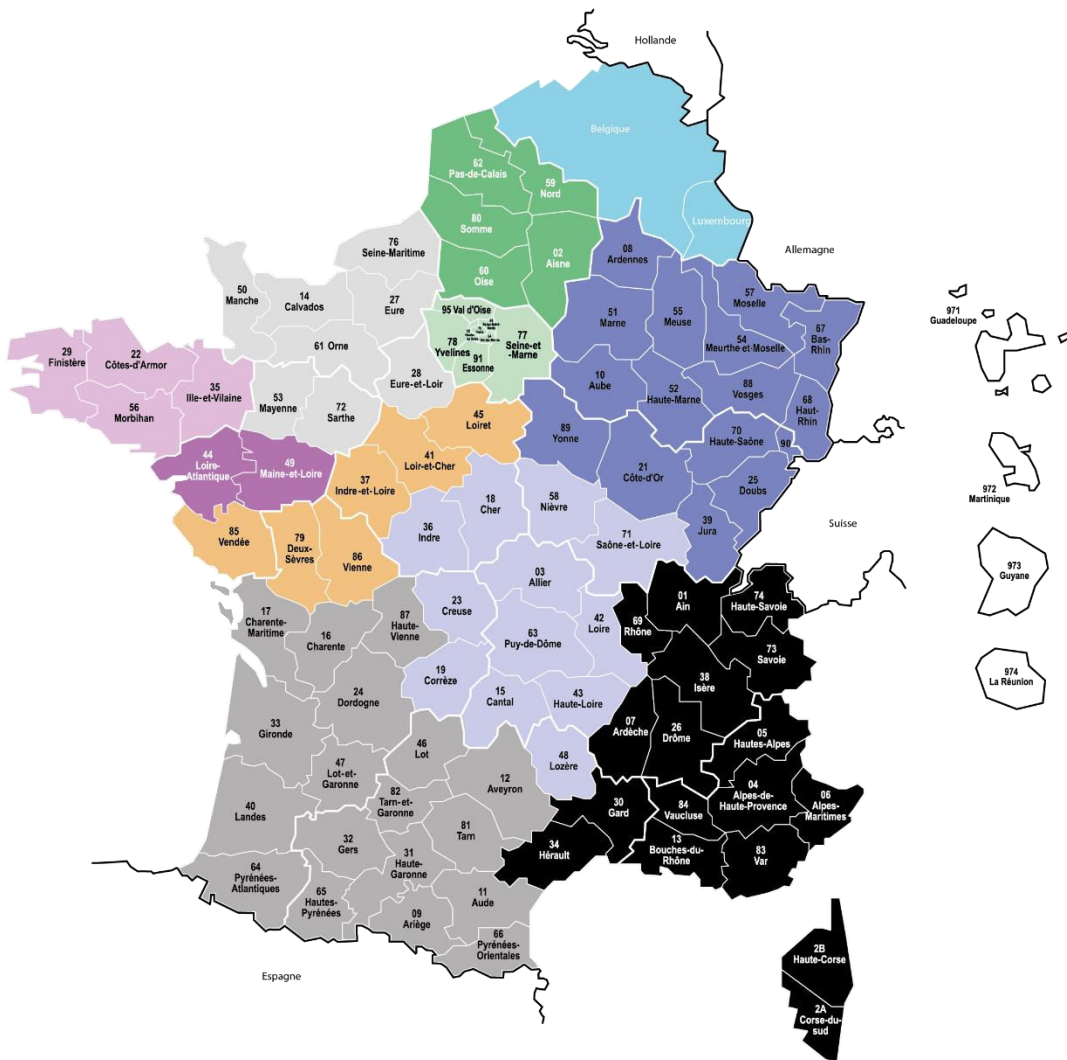 Hollande
Belgique
62
Pas-de-Calais
59
Nord
80
Somme
Luxembourg
76
Seine-Maritime
02
Aisne
08
Ardennes
Allemagne
60
Oise
50
Manche
14
Calvados
27
Eure
57
Moselle
95 Val d'Oise
51
Marne
55
Meuse
971
Guadeloupe
67
Bas-
Rhin
54
Meurthe et-Moselle
61 Orne
78
Yvelines
77
Seine-et
-Marne
91
Essonne
29
Finistère
22
Côtes-d'Armor
28
Eure-et-Loir
10
Aube
52
Haute-Marne
88
Vosges
35
Ille-et-Vilaine
53
Mayenne
72
Sarthe
68
Haut-
Rhin
56
Morbihan
45
Loiret
89
Yonne
70
Haute-Saône
90
44
Loire-
Atlantique
49
Maine-et-Loire
41
Loir-et-Cher
21
Côte-d'Or
25
Doubs
972
Martinique
37
Indre-et-Loire
18
Cher
58
Nièvre
39
Jura
Suisse
85
Vendée
79
Deux-
Sèvres
86
Vienne
36
Indre
71
Saône-et-Loire
973
Guyane
03
Allier
01
Ain
74
Haute-Savoie
17
Charente-
Maritime
16
Charente
87
Haute-
Vienne
23
Creuse
63
Puy-de-Dôme
42
Loire
69
Rhône
73
Savoie
974
La Réunion
19
Corrèze
38
Isère
24
Dordogne
15
Cantal
43
Haute-Loire
33
Gironde
07
Ardèche
26
Drôme
05
Hautes-Alpes
46
Lot
48
Lozère
47
Lot-et-
Garonne
12
Aveyron
04
Alpes-de-
Haute-Provence
06
Alpes-
Maritimes
40
Landes
82
Tarn-et-
Garonne
30
Gard
84
Vaucluse
81
Tarn
32
Gers
34
Hérault
13
Bouches-du-
Rhône
83
Var
31
Haute-
Garonne
64
Pyrénées-
Atlantiques
65
Hautes-
Pyrénées
11
Aude
09
Ariège
66
Pyrénées-
Orientales
2B
Haute-Corse
Espagne
2A
Corse-du-
sud